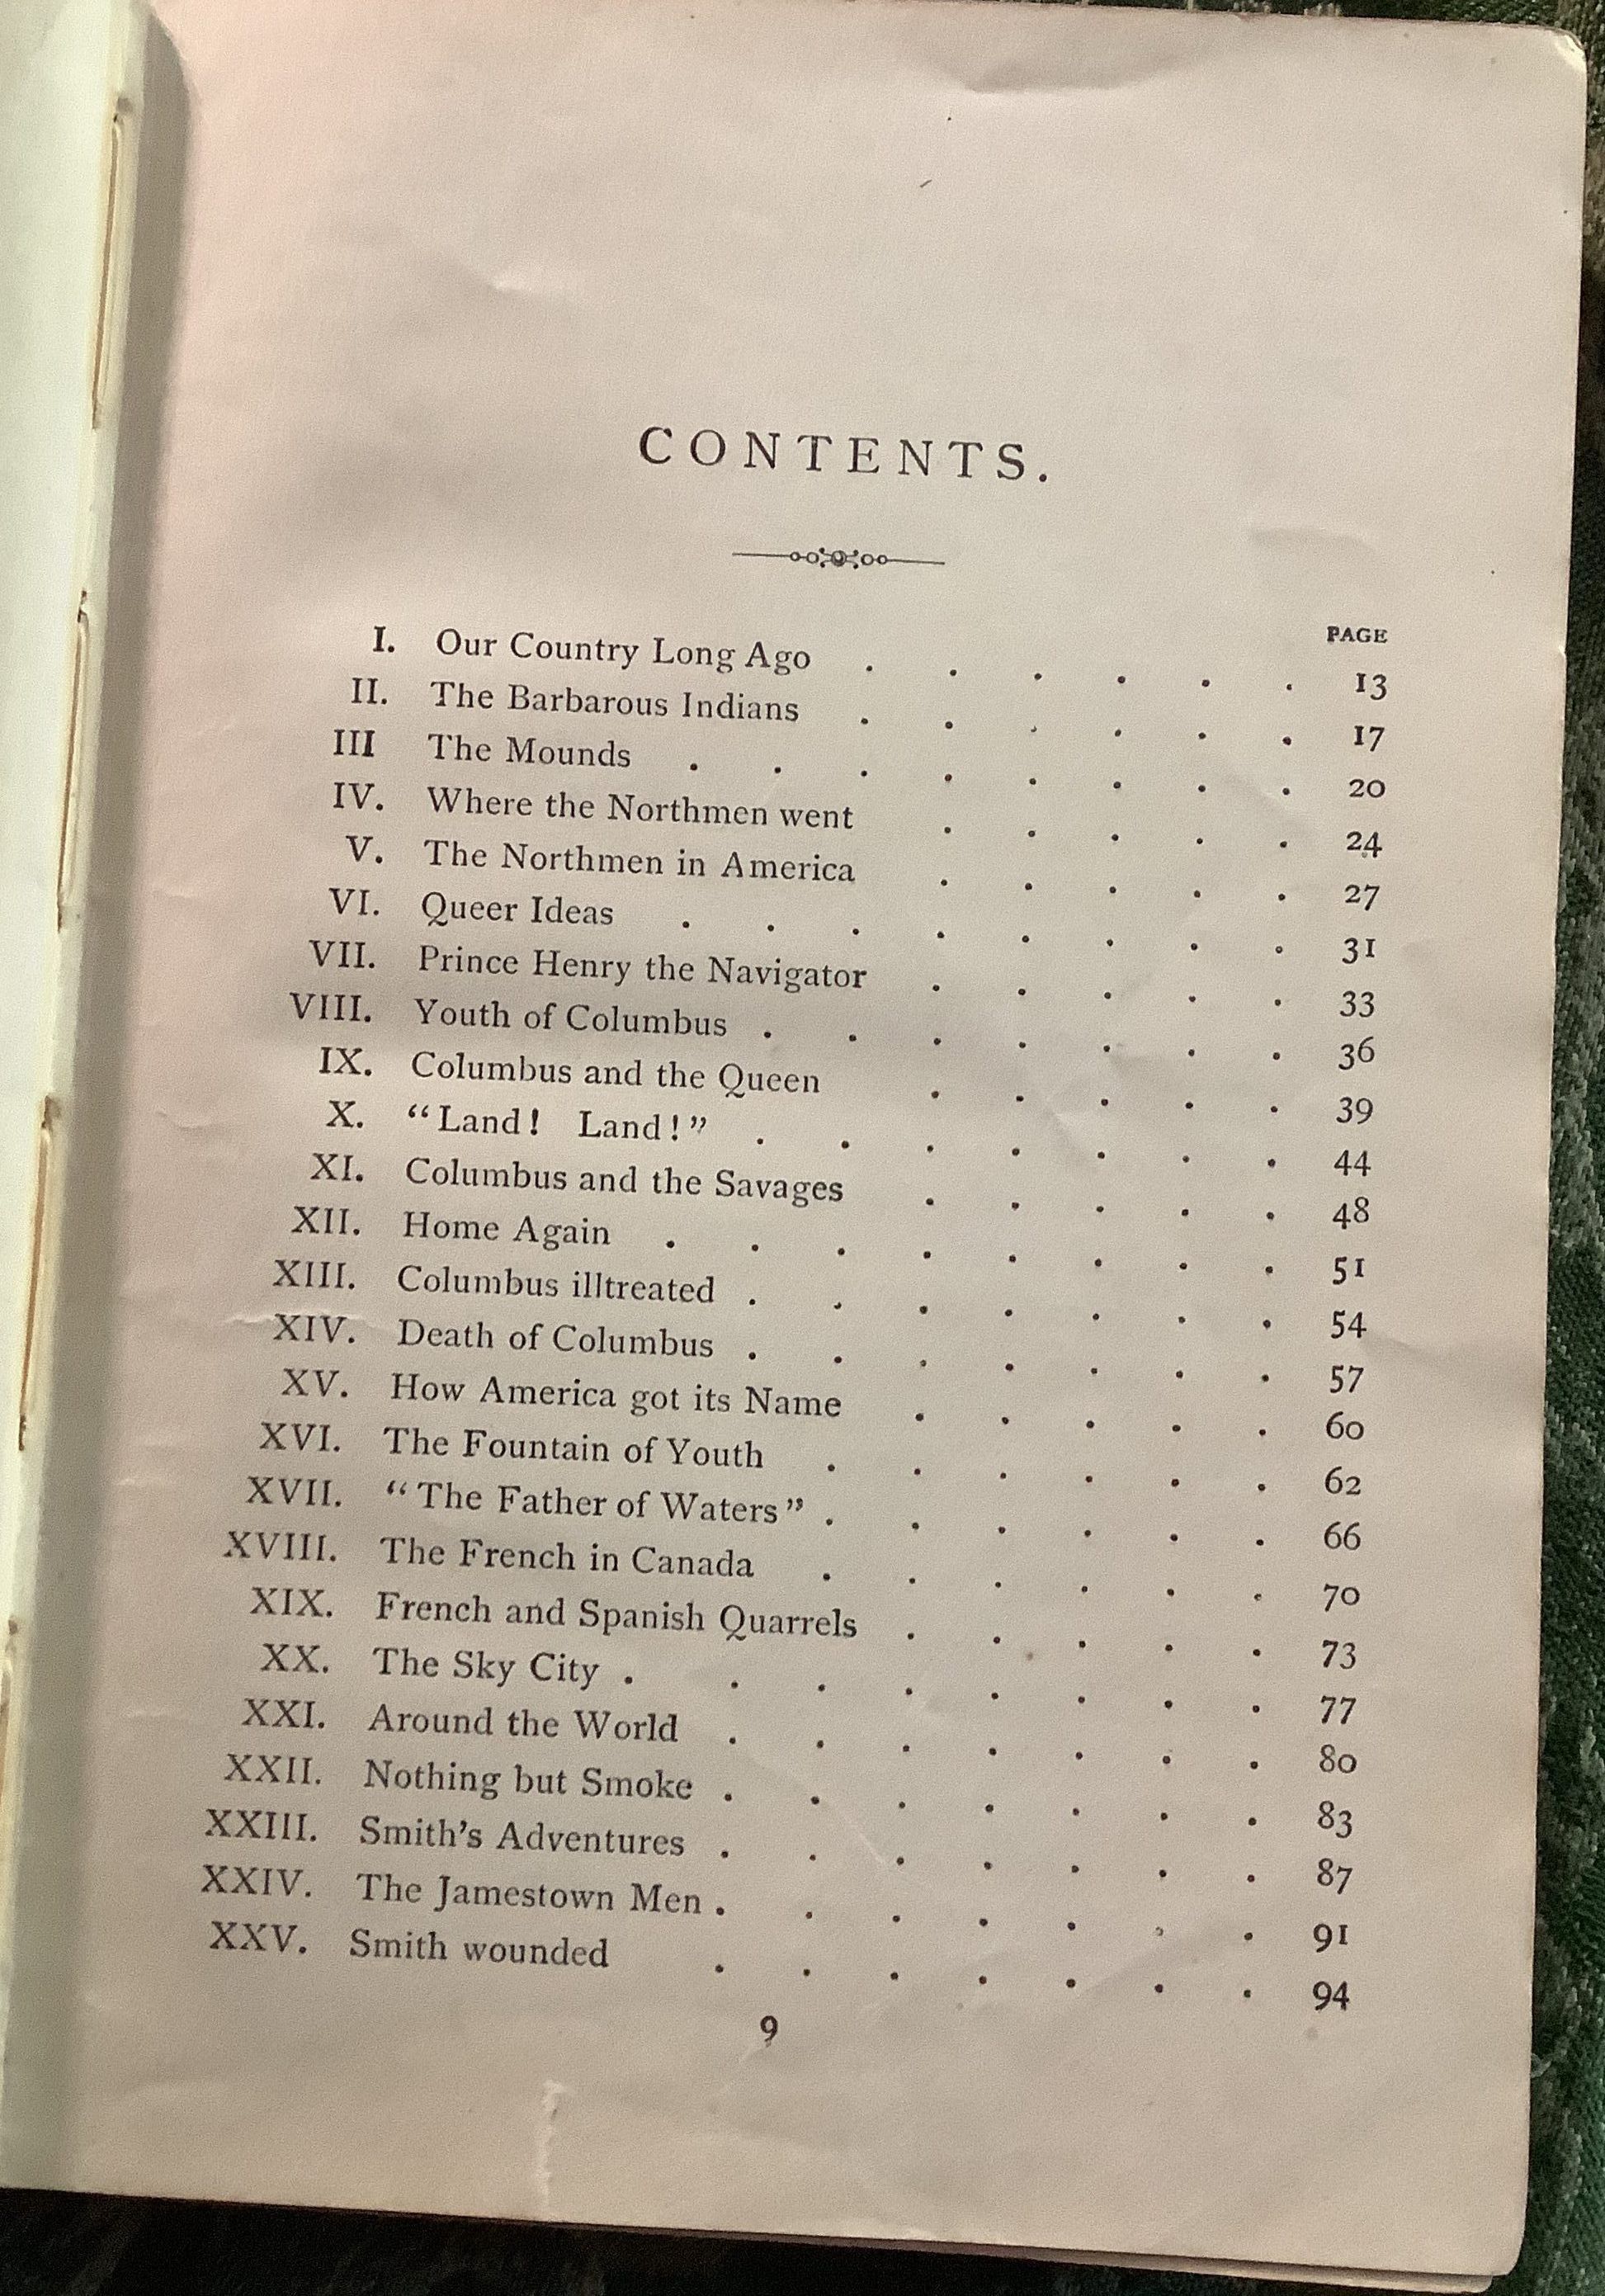 CONTENTS.
PAGE
I. Our Country Long Ago . . . . . . 13
II. The Barbarous Indians . . . . . . 17
III The Mounds . . . . . . . . 20
IV. Where the Northmen went . . . . . 24
V. The Northmen in America . . . . . 27
VI. Queer Ideas . . . . . . . . 31
VII. Prince Henry the Navigator . . . . . 33
VIII. Youth of Columbus . . . . . . . 36
IX. Columbus and the Queen . . . . . 39
X. “Land! Land!” . . . . . . . 44
XI. Columbus and the Savages . . . . . 48
XII. Home Again . . . . . . . . 51
XIII. Columbus illtreated . . . . . . . 54
XIV. Death of Columbus . . . . . . . 57
XV. How America got its Name . . . . . 60
XVI. The Fountain of Youth . . . . . . 62
XVII. “The Father of Waters” . . . . . . 66
XVIII. The French in Canada . . . . . . 70
XIX. French and Spanish Quarrels . . . . . 73
XX. The Sky City . . . . . . . . 77
XXI. Around the World . . . . . . . 80
XXII. Nothing but Smoke . . . . . . . 83
XXIII. Smith’s Adventures . . . . . . . 87
XXIV. The Jamestown Men . . . . . . . 91
XXV. Smith wounded . . . . . . . 94
9